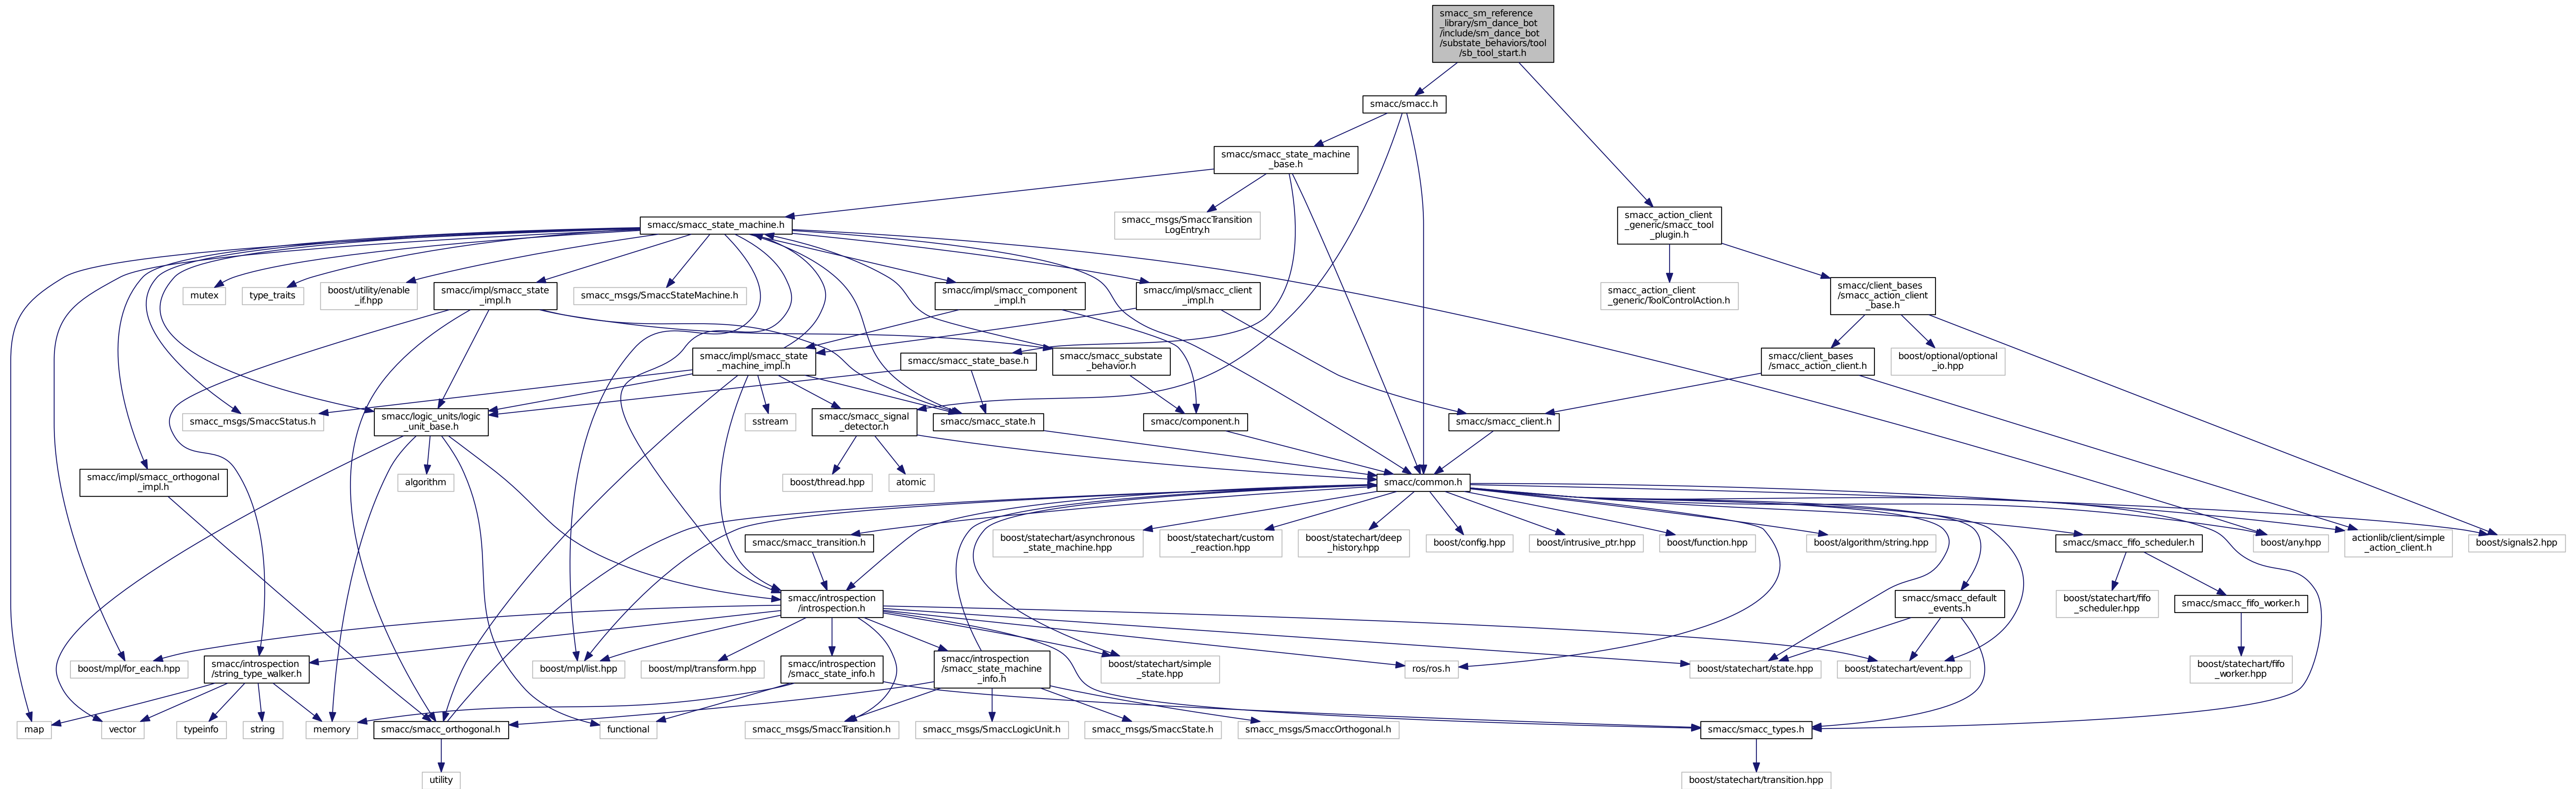 smacc_sm_reference
_library/sm_dance_bot
/include/sm_dance_bot
/substate_behaviors/tool
/sb_tool_start.h
smacc/smacc.h
smacc/smacc_state_machine
_base.h
smacc/smacc_state_machine.h
smacc_msgs/SmaccTransition
LogEntry.h
smacc_action_client
_generic/smacc_tool
_plugin.h
mutex
type_traits
boost/utility/enable
_if.hpp
smacc/impl/smacc_state
_impl.h
smacc_msgs/SmaccStateMachine.h
smacc/impl/smacc_component
_impl.h
smacc/impl/smacc_client
_impl.h
smacc_action_client
_generic/ToolControlAction.h
smacc/client_bases
/smacc_action_client
_base.h
smacc/impl/smacc_state
_machine_impl.h
smacc/smacc_state_base.h
smacc/smacc_substate
_behavior.h
smacc/client_bases
/smacc_action_client.h
boost/optional/optional
_io.hpp
smacc_msgs/SmaccStatus.h
smacc/logic_units/logic
_unit_base.h
sstream
smacc/smacc_signal
_detector.h
smacc/smacc_state.h
smacc/component.h
smacc/smacc_client.h
smacc/impl/smacc_orthogonal
_impl.h
algorithm
boost/thread.hpp
atomic
smacc/common.h
smacc/smacc_transition.h
boost/statechart/asynchronous
_state_machine.hpp
boost/statechart/custom
_reaction.hpp
boost/statechart/deep
_history.hpp
boost/config.hpp
boost/intrusive_ptr.hpp
boost/function.hpp
boost/algorithm/string.hpp
smacc/smacc_fifo_scheduler.h
boost/any.hpp
actionlib/client/simple
_action_client.h
boost/signals2.hpp
smacc/introspection
/introspection.h
smacc/smacc_default
_events.h
boost/statechart/fifo
_scheduler.hpp
smacc/smacc_fifo_worker.h
boost/mpl/for_each.hpp
smacc/introspection
/string_type_walker.h
boost/mpl/list.hpp
boost/mpl/transform.hpp
smacc/introspection
/smacc_state_info.h
smacc/introspection
/smacc_state_machine
_info.h
boost/statechart/simple
_state.hpp
ros/ros.h
boost/statechart/state.hpp
boost/statechart/event.hpp
boost/statechart/fifo
_worker.hpp
map
vector
typeinfo
string
memory
smacc/smacc_orthogonal.h
functional
smacc_msgs/SmaccTransition.h
smacc_msgs/SmaccLogicUnit.h
smacc_msgs/SmaccState.h
smacc_msgs/SmaccOrthogonal.h
smacc/smacc_types.h
utility
boost/statechart/transition.hpp